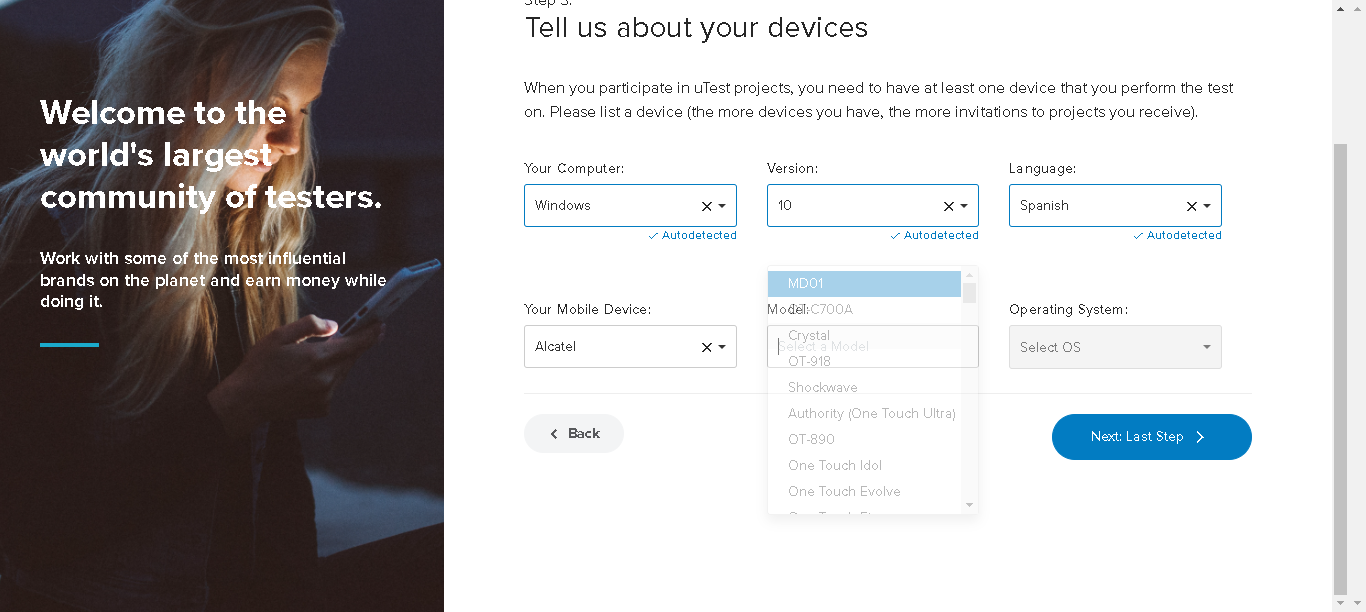 Welcome to the
world's largest
community of testers.
Work with some of the most influential
brands on the planet and earn money while
doing it.
Step 3:
Tell us about your devices
When you participate in uTest projects, you need to have at least one device that you perform the test
on. Please list a device (the more devices you have, the more invitations to projects you receive).
Your Computer:
Version:
Language:
Windows
10
Spanish
Autodetected
Autodetected
Autodetected
Your Mobile Device:
Model:
Operating System:
Alcatel
Select a Model
Select OS
MD01
OT-C700A
Crystal
OT-918
Shockwave
Authority (One Touch Ultra)
OT-890
One Touch Idol
One Touch Evolve
One Touch
Back
Next: Last Step